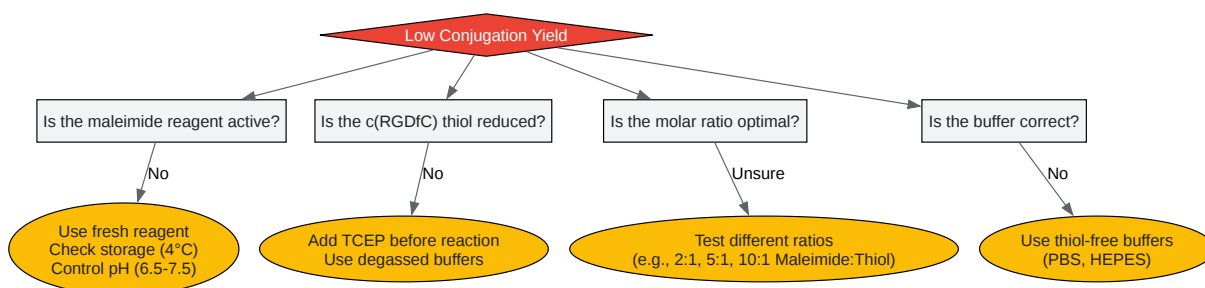 Low Conjugation Yield
Is the maleimide reagent active?
Is the c(RGDfC) thiol reduced?
Is the molar ratio optimal?
Is the buffer correct?
No
No
Unsure
No
Use fresh reagent
Check storage (4°C)
Control pH (6.5-7.5)
Add TCEP before reaction
Use degassed buffers
Test different ratios
(e.g., 2:1, 5:1, 10:1 Maleimide:Thiol)
Use thiol-free buffers
(PBS, HEPES)